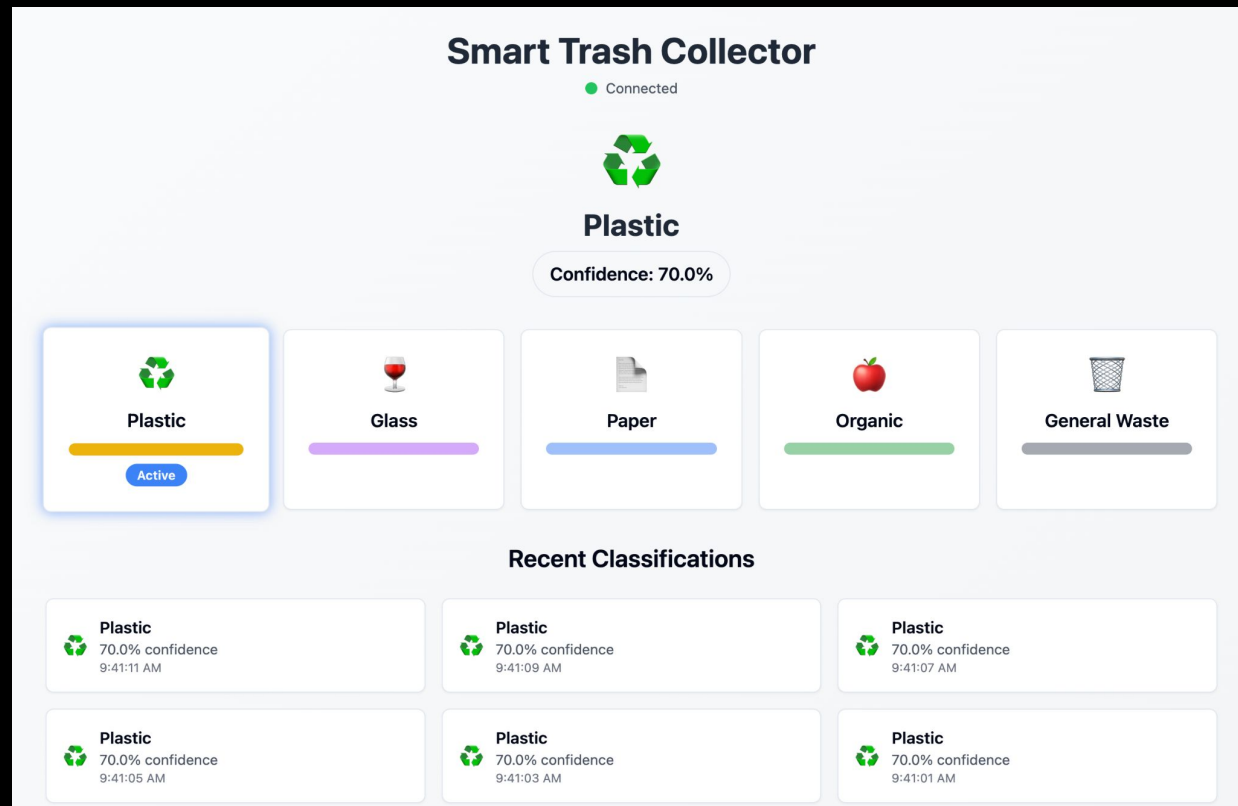 Smart Trash Collector
Connected
Plastic
Confidence: 70.0%
Plastic
Active
Glass
Paper
Organic
General Waste
Recent Classifications
Plastic
70.0% confidence
9:41:11 AM
Plastic
70.0% confidence
9:41:09 AM
Plastic
70.0% confidence
9:41:07 AM
Plastic
70.0% confidence
9:41:05 AM
Plastic
70.0% confidence
9:41:03 AM
Plastic
70.0% confidence
9:41:01 AM